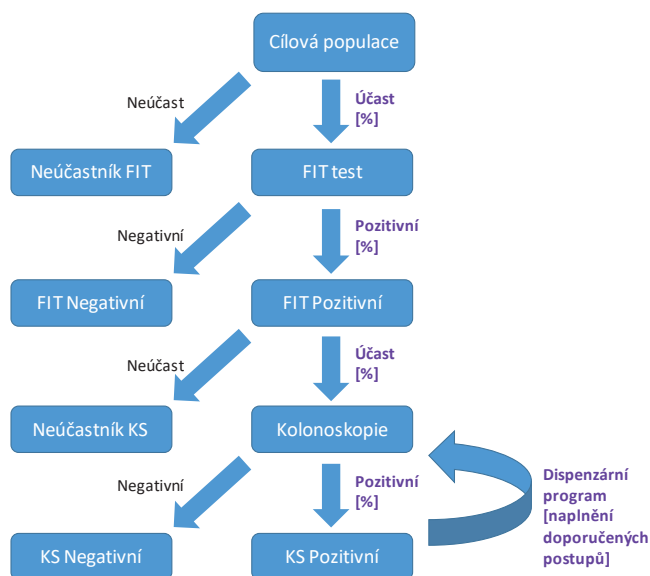 Cílová populace
Neúčast
Účast
[%]
Neúčastník FIT
FIT test
Negativní
Pozitivní
[%]
FIT Negativní
FIT Pozitivní
Neúčast
Účast
[%]
Neúčastník KS
Kolonoskopie
Negativní
Pozitivní
[%]
Dispenzární
program
[naplnění
doporučených
postupů]
KS Negativní
KS Pozitivní